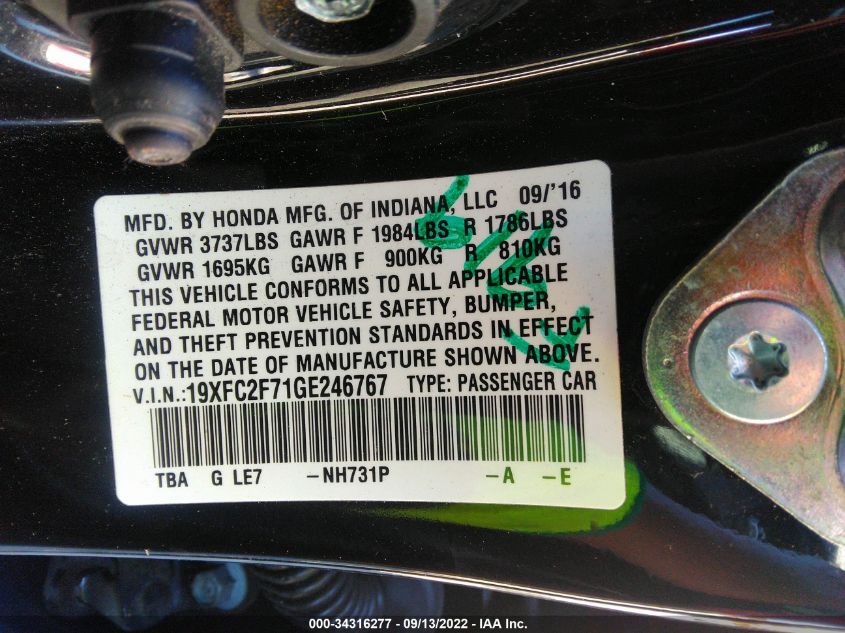 MFD. BY HONDA MFG. OF INDIANA, LLC 09/'16
GVWR 3737LBS GAWR F 1984LBS R 1786LBS
GVWR 1695KG GAWR F 900KG R 810KG
THIS VEHICLE CONFORMS TO ALL APPLICABLE
FEDERAL MOTOR VEHICLE SAFETY, BUMPER,
AND THEFT PREVENTION STANDARDS IN EFFECT
ON THE DATE OF MANUFACTURE SHOWN ABOVE.
V.I.N.:19XFC2F71GE246767 TYPE: PASSENGER CAR
TBA G LE7 -NH731P -A -E
000-34316277 - 09/13/2022 - IAA Inc.